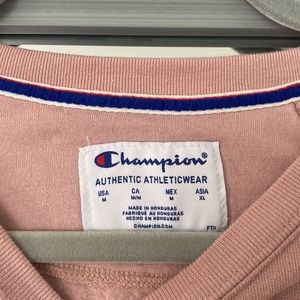 Champion
AUTHENTIC ATHLETICWEAR
USA CA MEX ASIA
M M/M M XL
MADE IN HONDURAS
FABRIQUÉ AU HONDURAS
HECHO EN HONDURAS
CHAMPION.COM